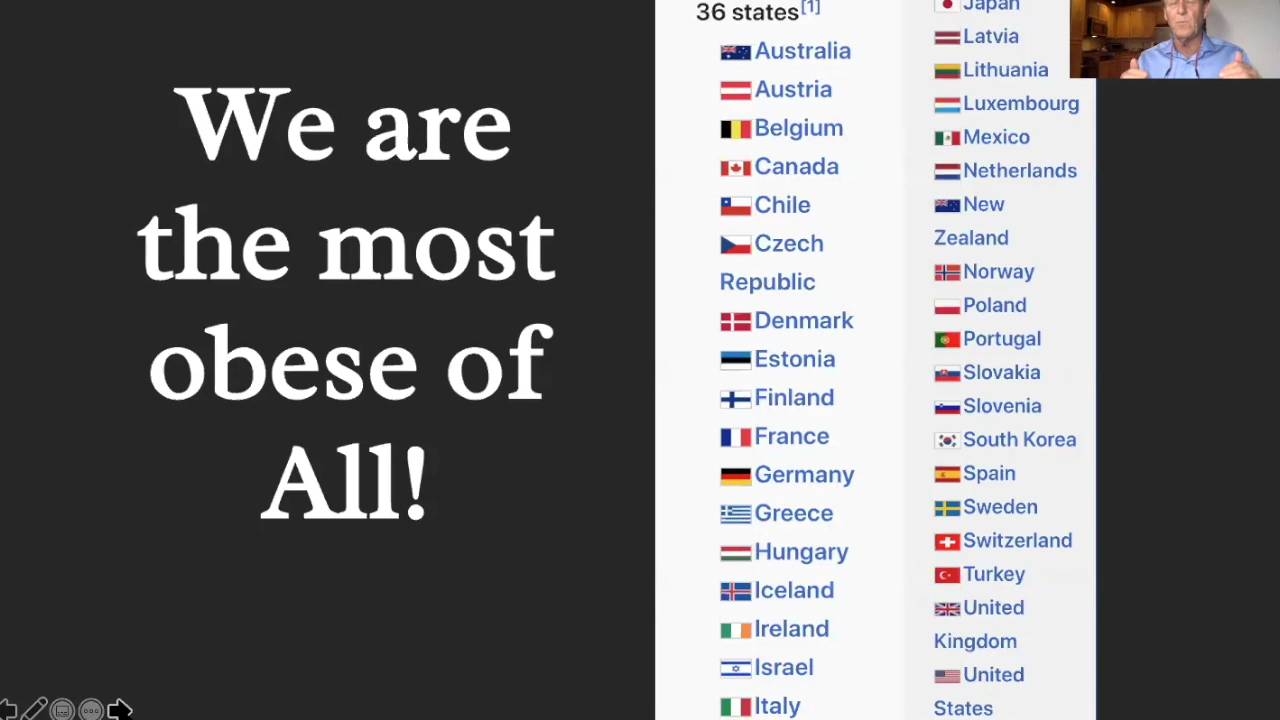 We are
the most
obese of
All!
36 states[1]
Australia
Austria
Belgium
Canada
Chile
Czech
Republic
Denmark
Estonia
Finland
France
Germany
Greece
Hungary
Iceland
Ireland
Israel
Italy
Japan
Latvia
Lithuania
Luxembourg
Mexico
Netherlands
New
Zealand
Norway
Poland
Portugal
Slovakia
Slovenia
South Korea
Spain
Sweden
Switzerland
Turkey
United
Kingdom
United
States